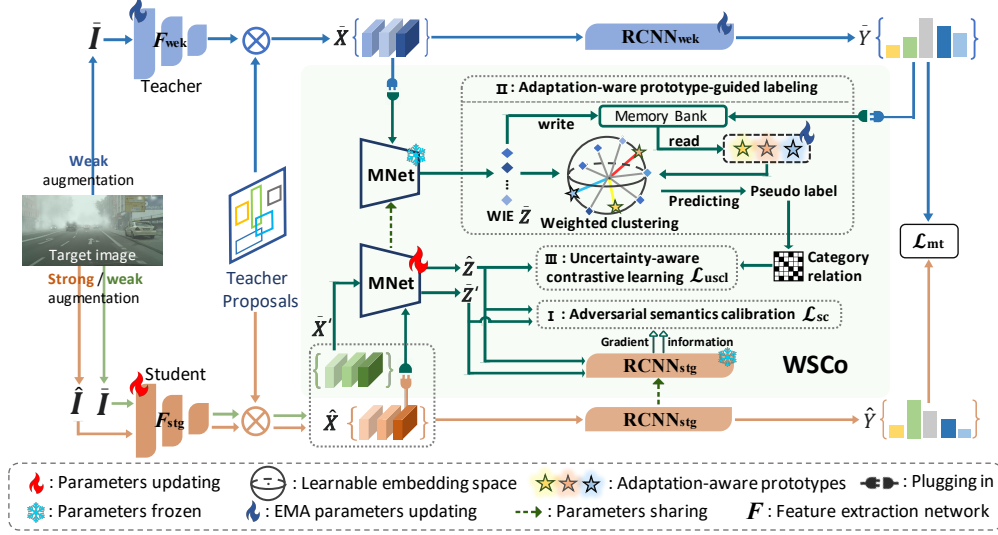 Ī
F_wek
Teacher
X̄
RCNN_wek
Ȳ
II : Adaptation-aware prototype-guided labeling
Memory Bank
write
read
Weak
augmentation
MNet
WIE Z̄
Weighted clustering
Predicting
Pseudo label
Target image
Strong / weak
augmentation
Teacher
Proposals
MNet
Ẑ
Z̄′
III : Uncertainty-aware
contrastive learning ℒ_uscl
Category
relation
ℒ_mt
X̄′
I : Adversarial semantics calibration ℒ_sc
Gradient information
RCNN_stg
WSCo
Student
Î Ī
F_stg
X̂
RCNN_stg
Ŷ
: Parameters updating
: Learnable embedding space
: Adaptation-aware prototypes
: Plugging in
: Parameters frozen
: EMA parameters updating
: Parameters sharing
F : Feature extraction network